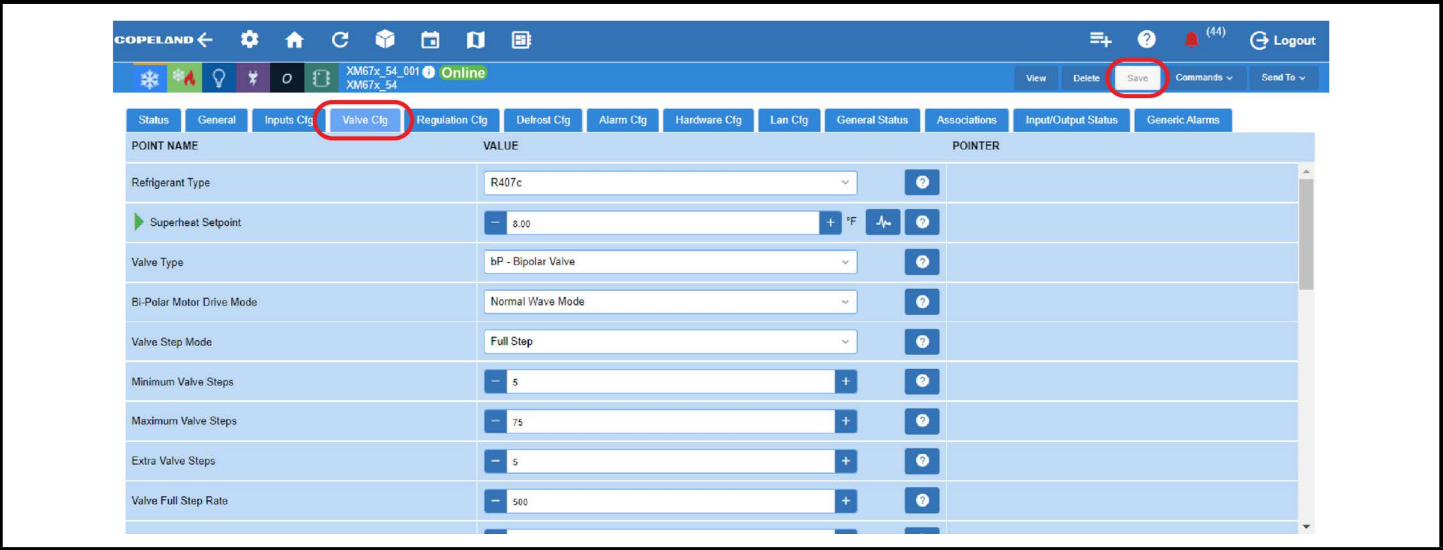 COPELAND
(44)
Logout
XM67x_54_001 Online
XM67x_54
View Delete Save Commands Send To
Status General Inputs Cfg Valve Cfg Regulation Cfg Defrost Cfg Alarm Cfg Hardware Cfg Lan Cfg General Status Associations Input/Output Status Generic Alarms
POINT NAME VALUE POINTER
Refrigerant Type R407c ?
Superheat Setpoint − 8.00 + °F ?
Valve Type bP - Bipolar Valve ?
Bi-Polar Motor Drive Mode Normal Wave Mode ?
Valve Step Mode Full Step ?
Minimum Valve Steps − 5 + ?
Maximum Valve Steps − 75 + ?
Extra Valve Steps − 5 + ?
Valve Full Step Rate − 500 + ?